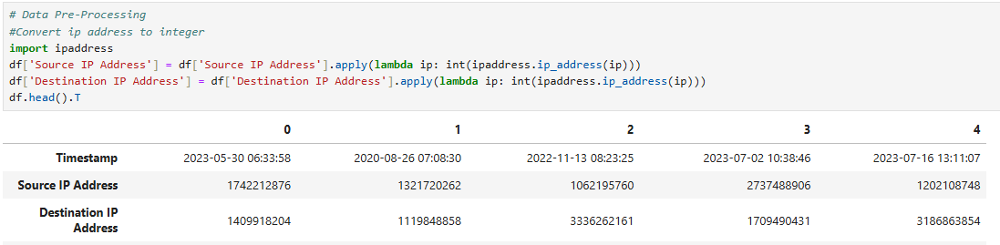 # Data Pre-Processing
#Convert ip address to integer
import ipaddress
df['Source IP Address'] = df['Source IP Address'].apply(lambda ip: int(ipaddress.ip_address(ip)))
df['Destination IP Address'] = df['Destination IP Address'].apply(lambda ip: int(ipaddress.ip_address(ip)))
df.head().T
0 1 2 3 4
Timestamp 2023-05-30 06:33:58 2020-08-26 07:08:30 2022-11-13 08:23:25 2023-07-02 10:38:46 2023-07-16 13:11:07
Source IP Address 1742212876 1321720262 1062195760 2737488906 1202108748
Destination IP
Address 1409918204 1119848858 3336262161 1709490431 3186863854